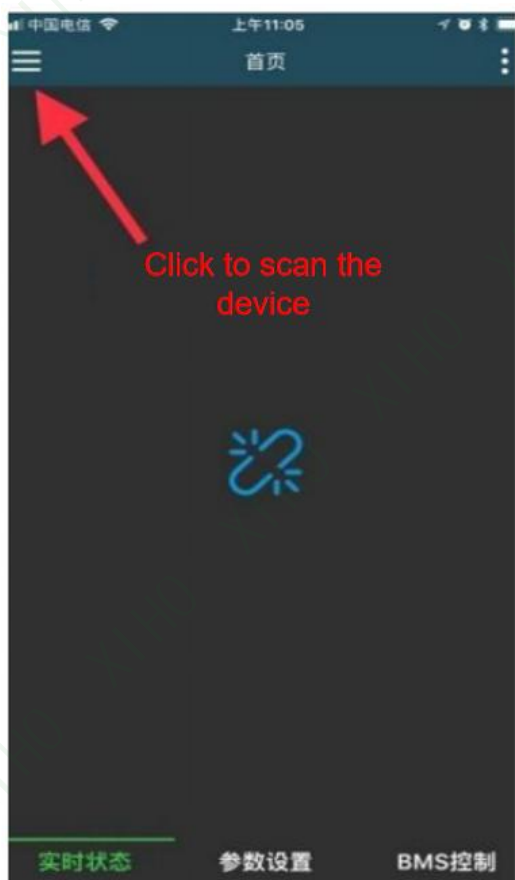 中国电信 上午11:05
首页
Click to scan the
device
实时状态 参数设置 BMS控制